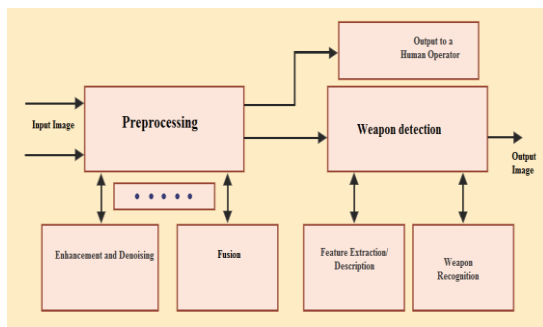 Output to a
Human Operator
Input Image
Preprocessing
Weapon detection
Output
Image
Enhancement and Denoising
Fusion
Feature Extraction/
Description
Weapon
Recognition